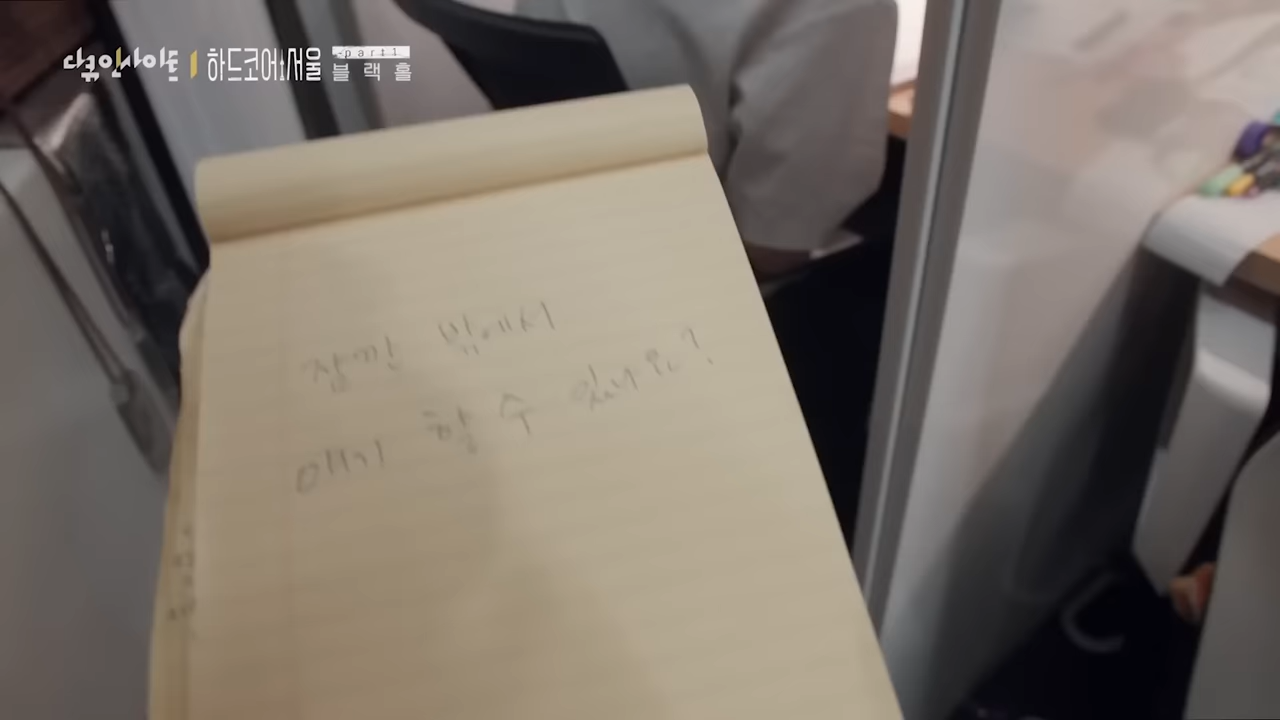 다큐인사이트
하드코어 서울
part1
블랙홀
잠깐 밖에서
얘기 할 수 있나요?